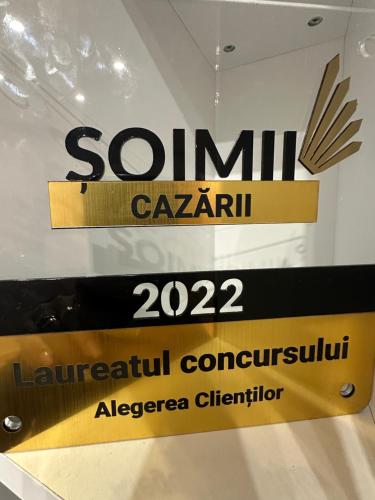 ȘOIMII
CAZĂRII
2022
Laureatul concursului
Alegerea Clienților